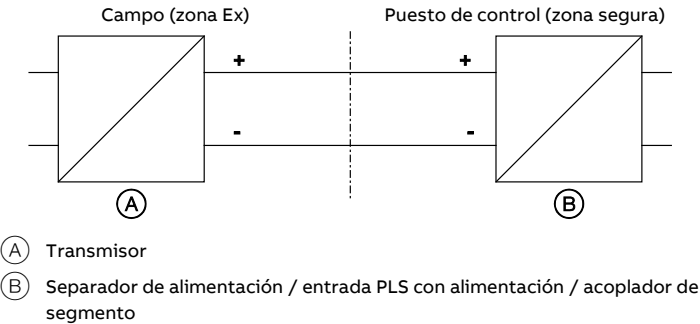 Campo (zona Ex)
Puesto de control (zona segura)
+
+
-
-
A
B
A Transmisor
B Separador de alimentación / entrada PLS con alimentación / acoplador de
segmento